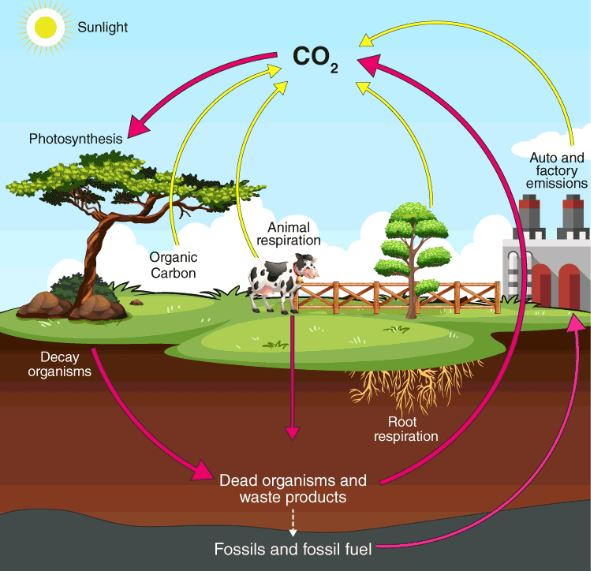 Sunlight
CO₂
Photosynthesis
Auto and
factory
emissions
Animal
respiration
Organic
Carbon
Decay
organisms
Root
respiration
Dead organisms and
waste products
Fossils and fossil fuel